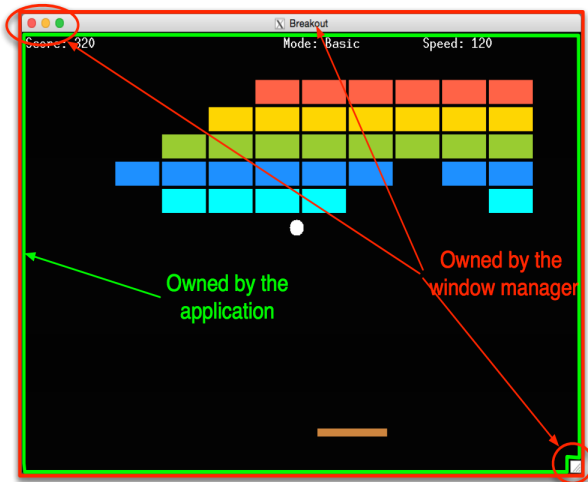 X Breakout
Score: 320 Mode: Basic Speed: 120
Owned by the
window manager
Owned by the
application